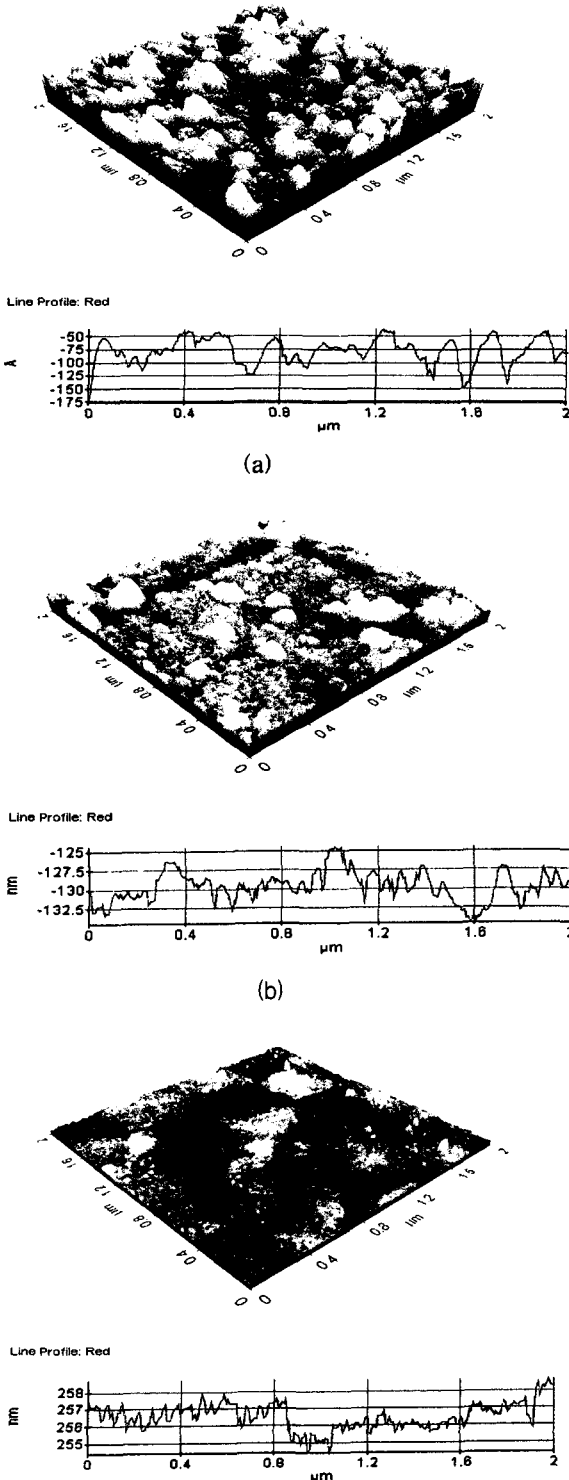 2 1.6 1.2 µm 0.8 0.4 0
0 0.4 0.8 µm 1.2 1.6 2
Line Profile: Red
-50
-75
-100
-125
-150
-175
Å
0 0.4 0.8 1.2 1.6 2
µm
(a)
2 1.6 1.2 µm 0.8 0.4 0
0 0.4 0.8 µm 1.2 1.6 2
Line Profile: Red
-125
-127.5
-130
-132.5
nm
0 0.4 0.8 1.2 1.6 2
µm
(b)
2 1.6 1.2 µm 0.8 0.4 0
0 0.4 0.8 µm 1.2 1.6 2
Line Profile: Red
258
257
256
255
nm
0 0.4 0.8 1.2 1.6 2
µm